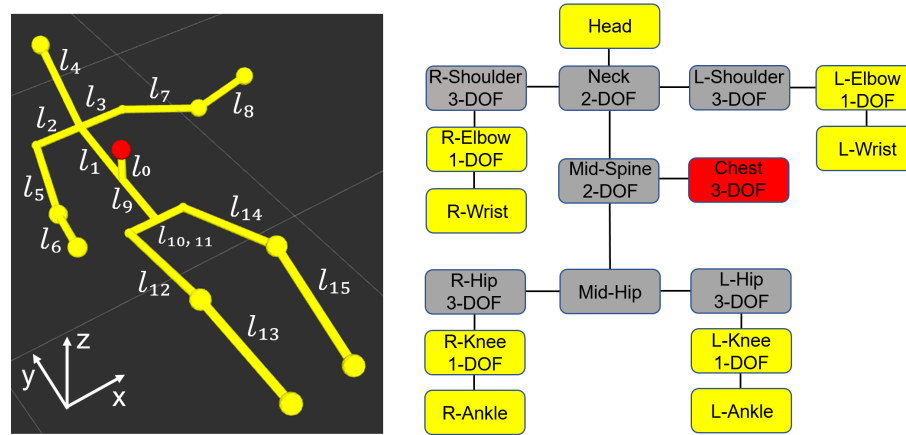 l₄
l₃
l₇
l₈
l₂
l₁
l₀
l₅
l₉
l₆
l₁₄
l₁₀, ₁₁
l₁₂
l₁₅
l₁₃
z
y
x
Head
R-Shoulder
3-DOF
Neck
2-DOF
L-Shoulder
3-DOF
L-Elbow
1-DOF
R-Elbow
1-DOF
L-Wrist
Mid-Spine
2-DOF
Chest
3-DOF
R-Wrist
R-Hip
3-DOF
Mid-Hip
L-Hip
3-DOF
R-Knee
1-DOF
L-Knee
1-DOF
R-Ankle
L-Ankle